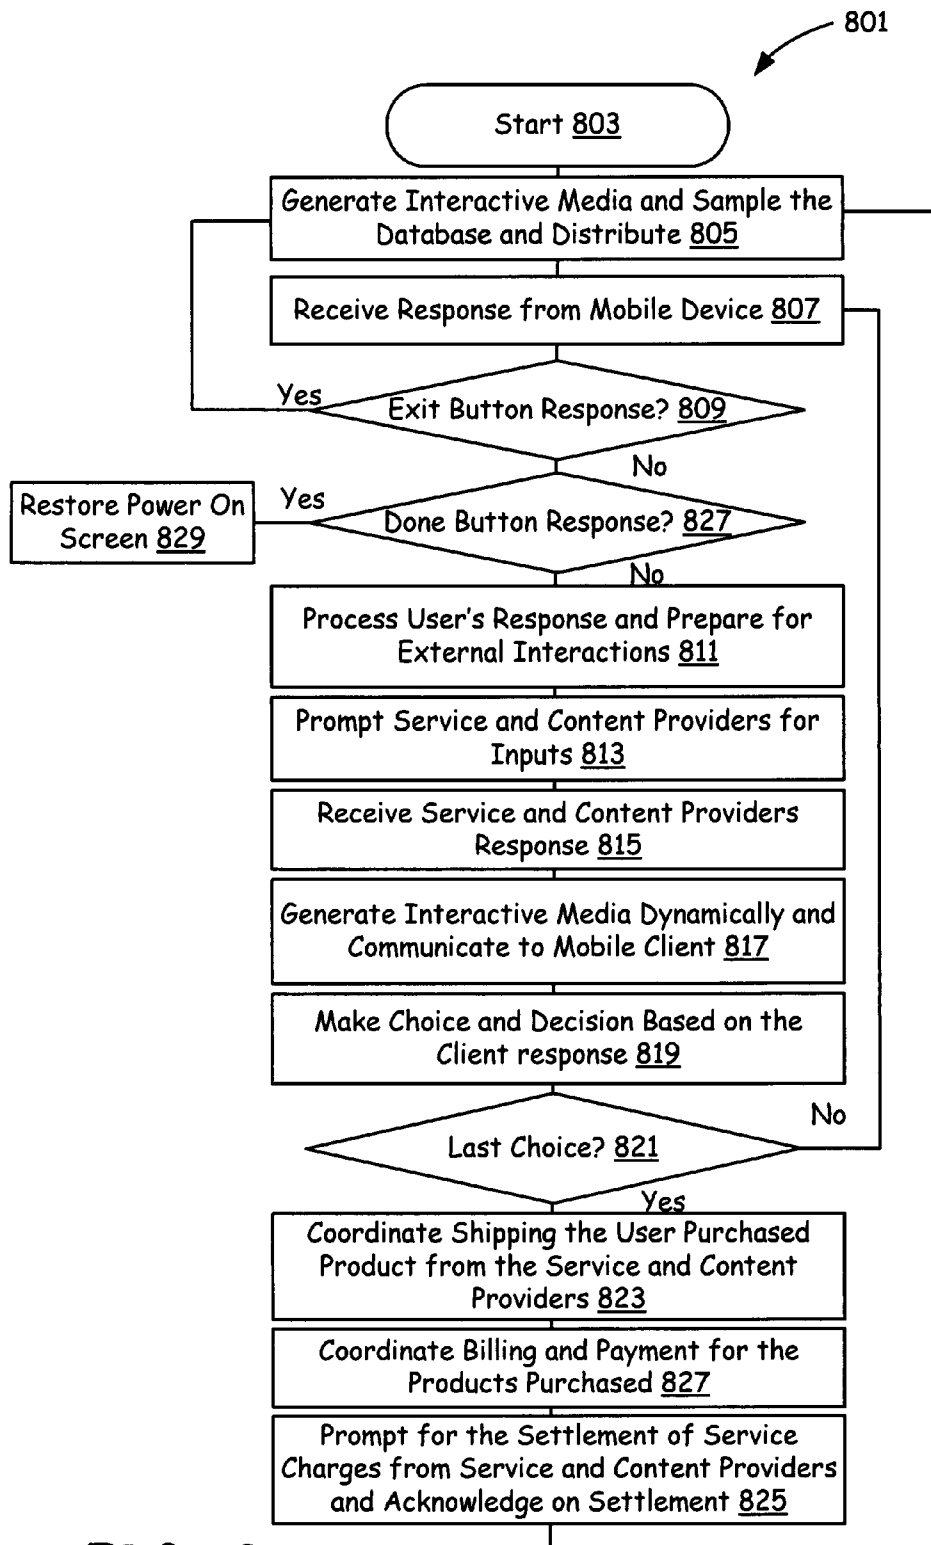 801
Start 803
Generate Interactive Media and Sample the
Database and Distribute 805
Receive Response from Mobile Device 807
Yes
Exit Button Response? 809
No
Restore Power On
Screen 829
Yes
Done Button Response? 827
No
Process User's Response and Prepare for
External Interactions 811
Prompt Service and Content Providers for
Inputs 813
Receive Service and Content Providers
Response 815
Generate Interactive Media Dynamically and
Communicate to Mobile Client 817
Make Choice and Decision Based on the
Client response 819
No
Last Choice? 821
Yes
Coordinate Shipping the User Purchased
Product from the Service and Content
Providers 823
Coordinate Billing and Payment for the
Products Purchased 827
Prompt for the Settlement of Service
Charges from Service and Content Providers
and Acknowledge on Settlement 825